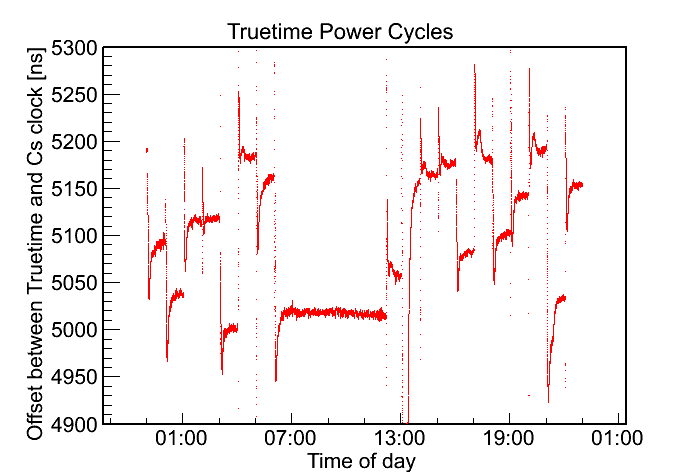 Truetime Power Cycles
Offset between Truetime and Cs clock [ns]
5300
5250
5200
5150
5100
5050
5000
4950
4900
01:00 07:00 13:00 19:00 01:00
Time of day